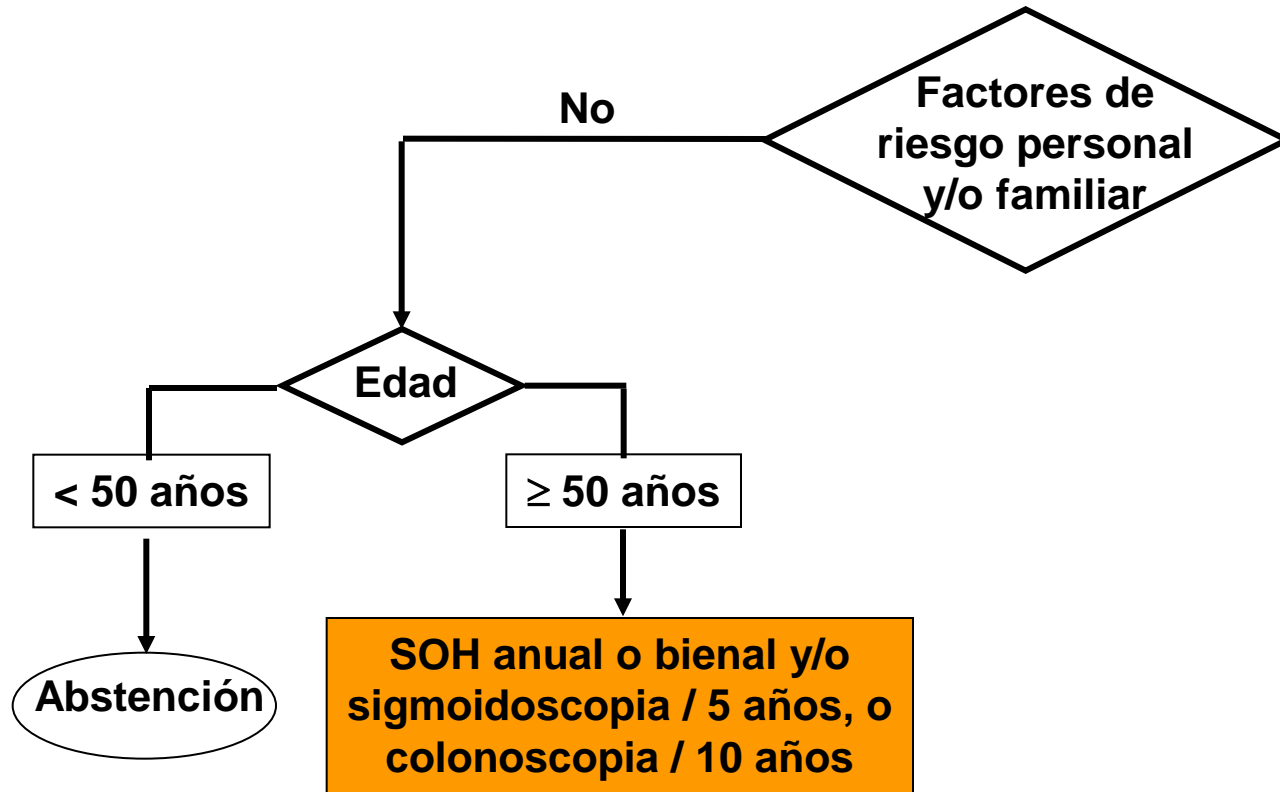 Factores de
riesgo personal
y/o familiar
No
Edad
< 50 años
≥ 50 años
Abstención
SOH anual o bienal y/o
sigmoidoscopia / 5 años, o
colonoscopia / 10 años